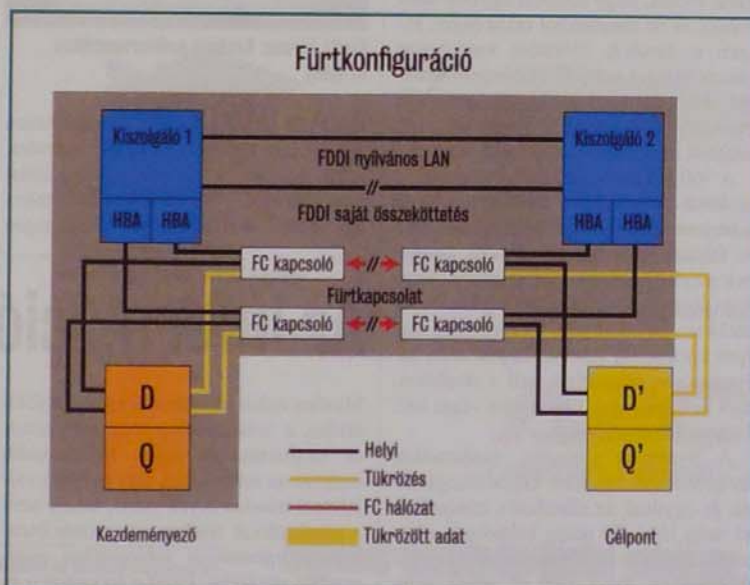 Fürtkonfiguráció
Kiszolgáló 1
Kiszolgáló 2
FDDI nyilvános LAN
//
FDDI saját összeköttetés
HBA HBA
HBA HBA
FC kapcsoló // FC kapcsoló
Fürtkapcsolat
FC kapcsoló // FC kapcsoló
D
Q
D'
Q'
Helyi
Tükrözés
FC hálózat
Tükrözött adat
Kezdeményező
Célpont